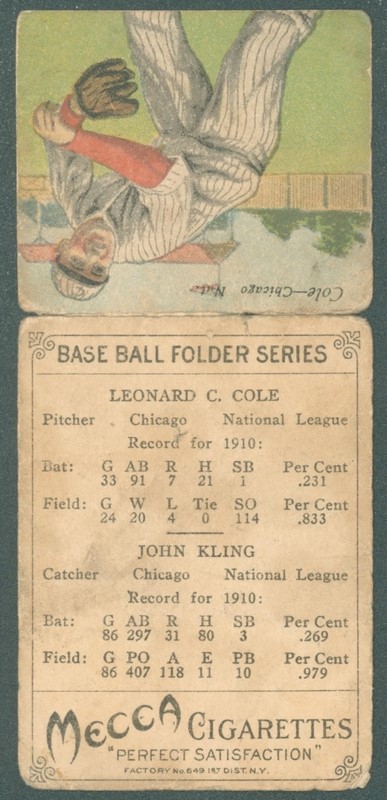 Cole—Chicago Nat's
BASE BALL FOLDER SERIES
LEONARD C. COLE
Pitcher Chicago National League
Record for 1910:
Bat: G AB R H SB Per Cent
33 91 7 21 1 .231
Field: G W L Tie SO Per Cent
24 20 4 0 114 .833
JOHN KLING
Catcher Chicago National League
Record for 1910:
Bat: G AB R H SB Per Cent
86 297 31 80 3 .269
Field: G PO A E PB Per Cent
86 407 118 11 10 .979
MECCA CIGARETTES
"PERFECT SATISFACTION"
FACTORY No. 649 1ST DIST. N.Y.